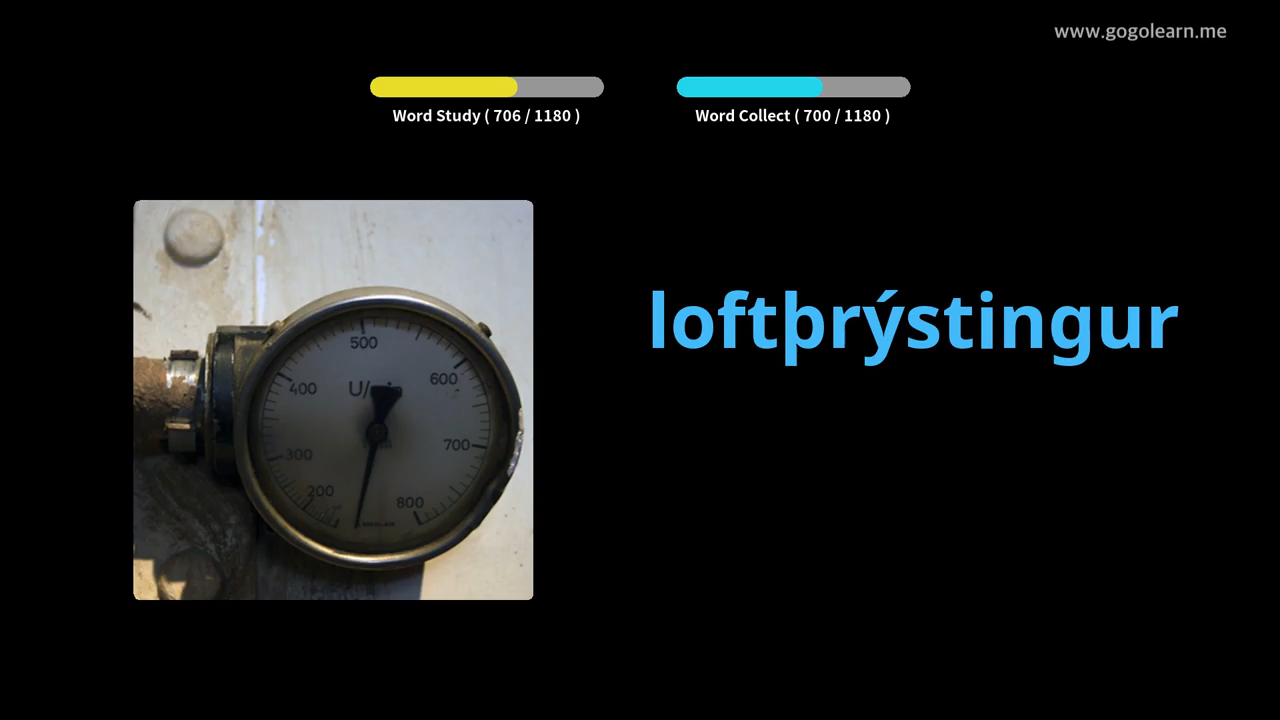 www.gogolearn.me
Word Study ( 706 / 1180 )
Word Collect ( 700 / 1180 )
loftþrýstingur
500
400
600
U/
300
700
200
800